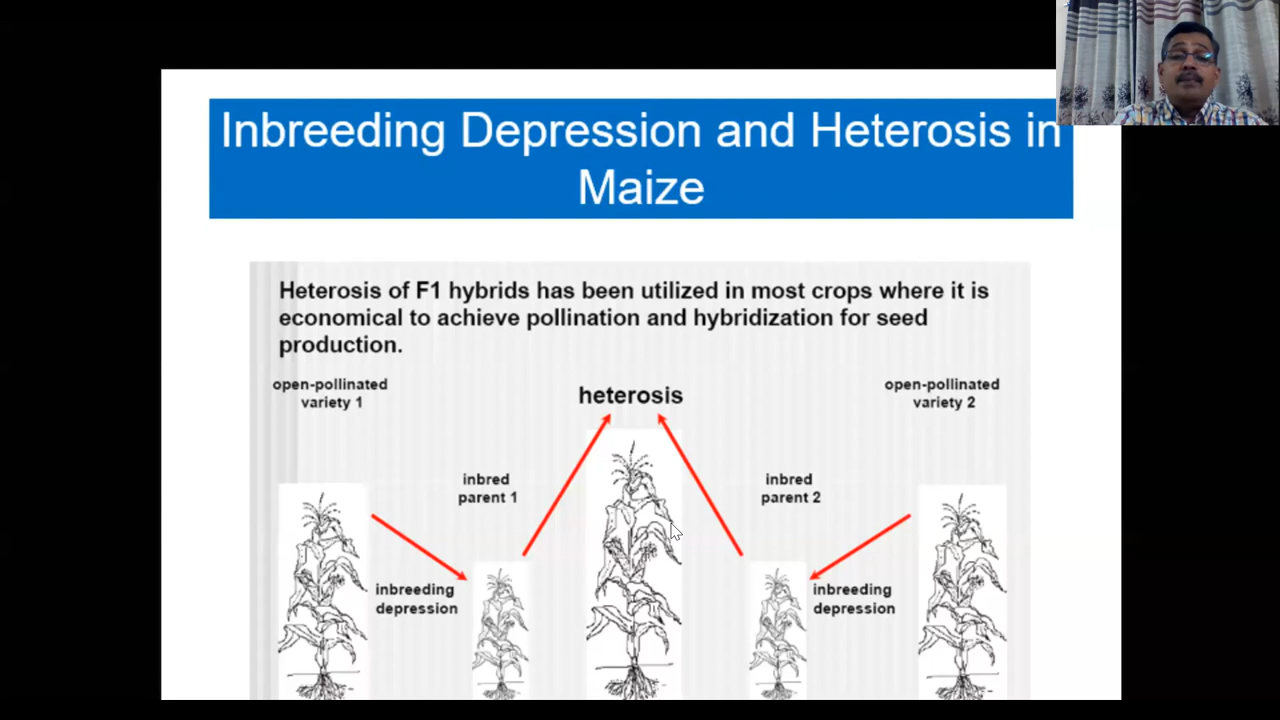 Inbreeding Depression and Heterosis in
Maize
Heterosis of F1 hybrids has been utilized in most crops where it is
economical to achieve pollination and hybridization for seed
production.
open-pollinated
variety 1
heterosis
open-pollinated
variety 2
inbred
parent 1
inbred
parent 2
inbreeding
depression
inbreeding
depression